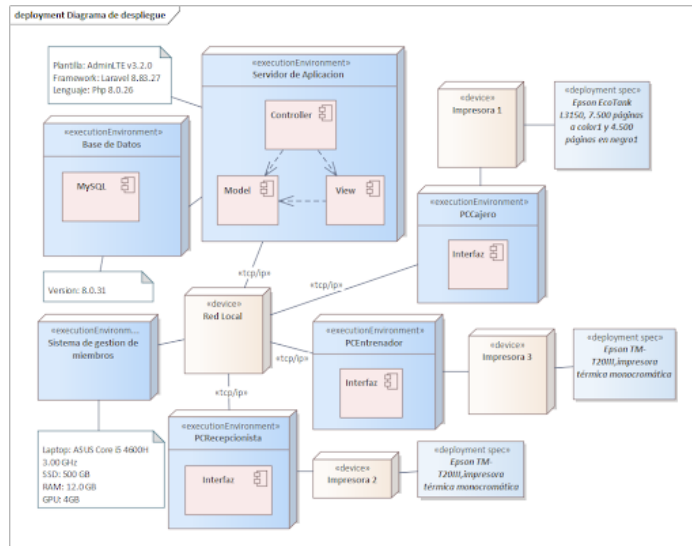 deployment Diagrama de despliegue
Plantilla: AdminLTE v3.2.0
Framework: Laravel 8.83.27
Lenguaje: Php 8.0.26
«executionEnvironment»
Servidor de Aplicacion
Controller
Model
View
«executionEnvironment»
Base de Datos
MySQL
Version: 8.0.31
«device»
Impresora 1
«deployment spec»
Epson EcoTank
L3150, 7.500 páginas
a color1 y 4.500
páginas en negro1
«executionEnvironment»
PCCajero
Interfaz
«tcp/ip»
«tcp/ip»
«device»
Red Local
«tcp/ip»
«tcp/ip»
«executionEnvironm....
Sistema de gestion de
miembros
Laptop: ASUS Core i5 4600H
3.00 GHz
SSD: 500 GB
RAM: 12.0 GB
GPU: 4GB
«executionEnvironment»
PCEntrenador
Interfaz
«device»
Impresora 3
«deployment spec»
Epson TM-
T20III,impresora
térmica monocromática
«executionEnvironment»
PCRecepcionista
Interfaz
«device»
Impresora 2
«deployment spec»
Epson TM-
T20III,impresora
térmica monocromática